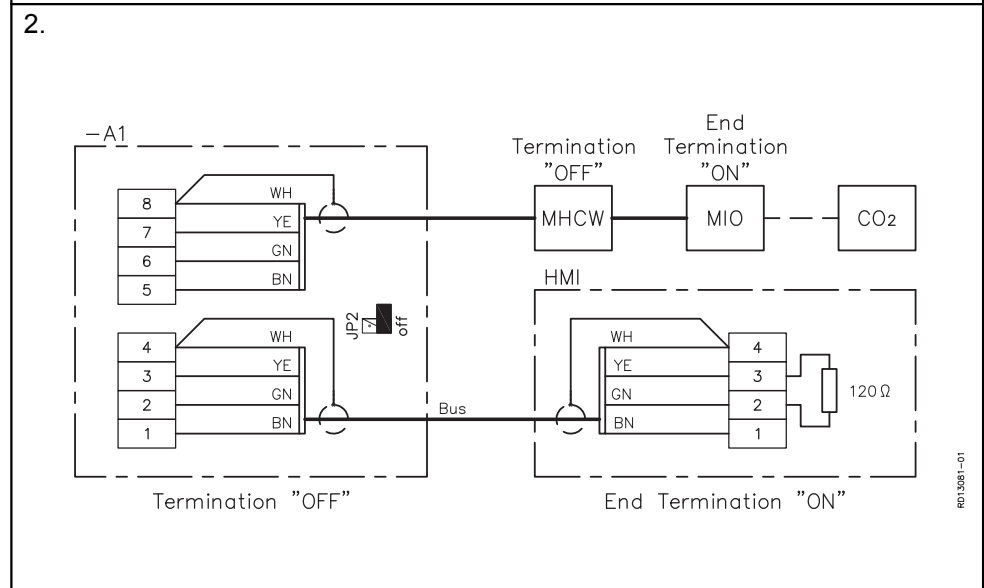 2.
-A1
Termination "OFF"
End Termination "ON"
8
7
6
5
WH
YE
GN
BN
MHCW
MIO
CO2
JP2
off
4
3
2
1
WH
YE
GN
BN
Bus
HMI
WH
YE
GN
BN
4
3
2
1
120Ω
Termination "OFF"
End Termination "ON"
RD13081-01